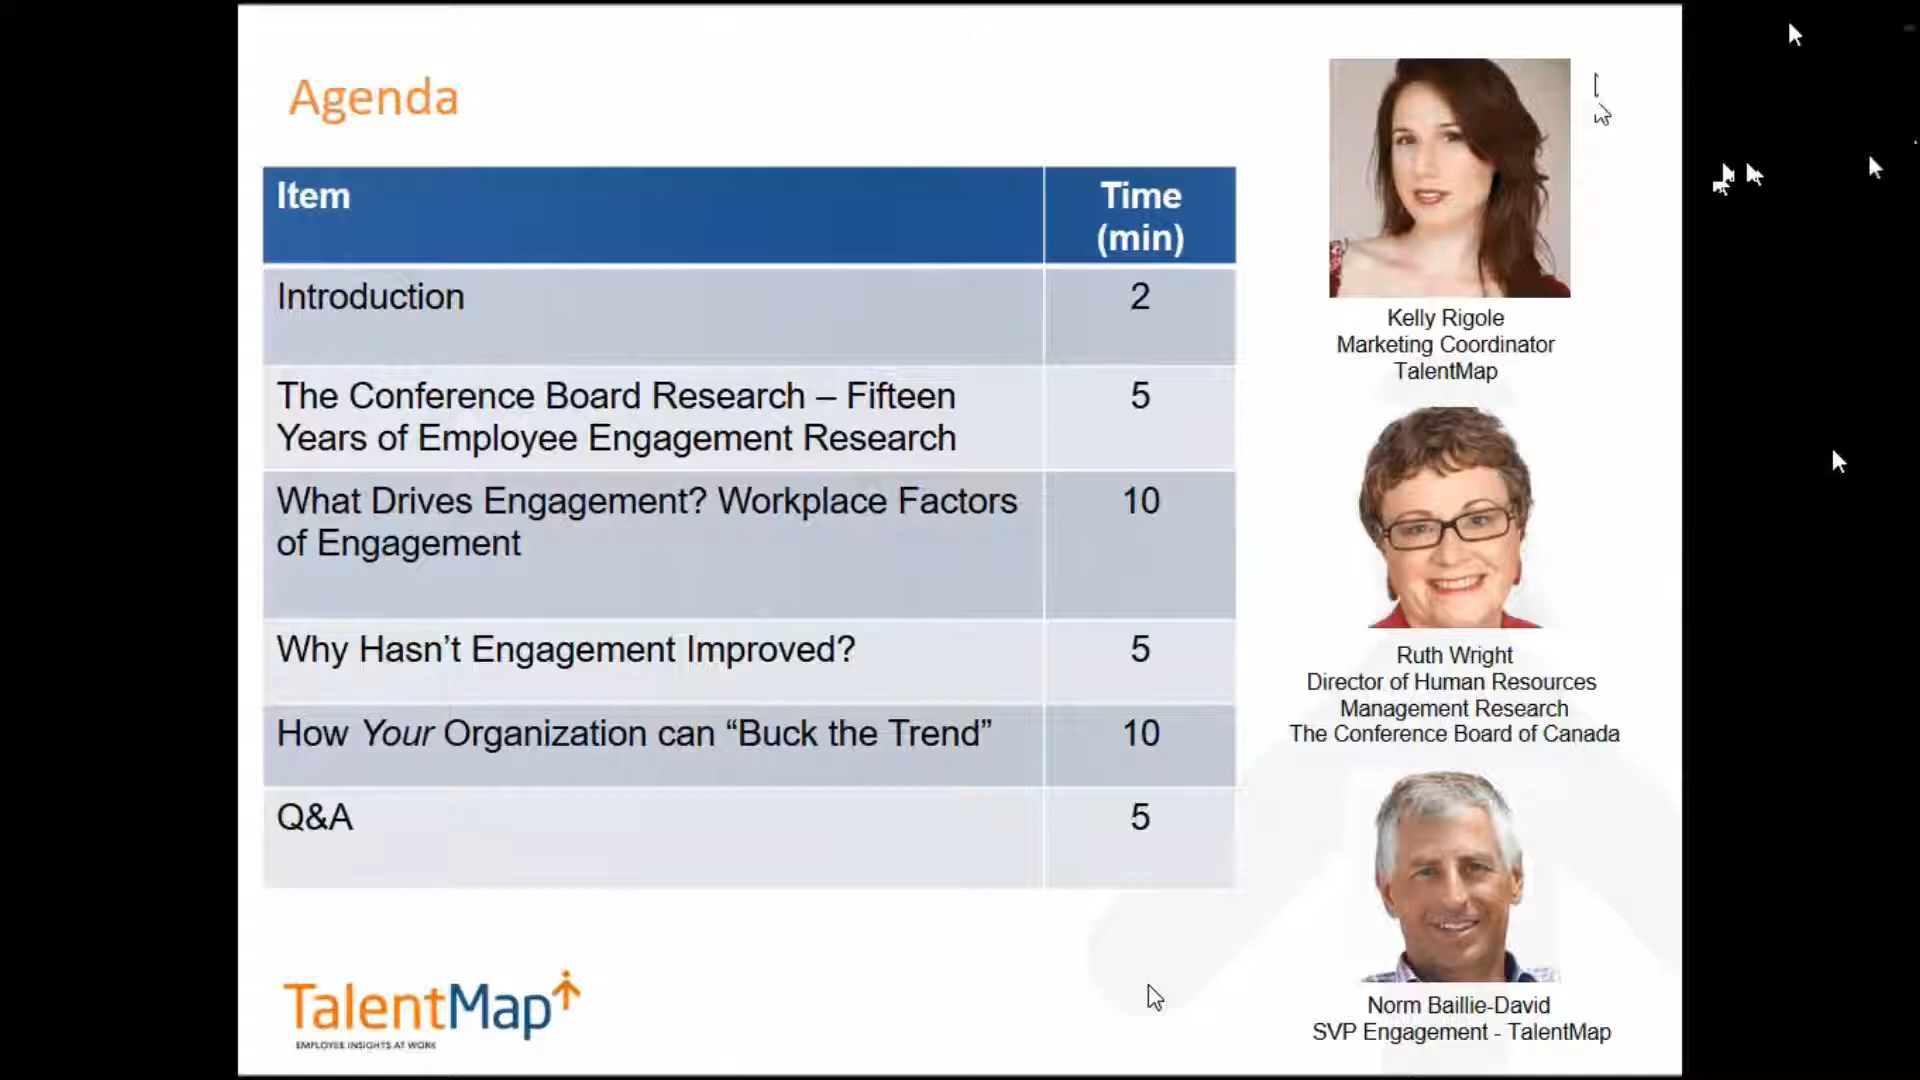 Agenda
Item
Time
(min)
Introduction
2
The Conference Board Research – Fifteen
Years of Employee Engagement Research
5
What Drives Engagement? Workplace Factors
of Engagement
10
Why Hasn’t Engagement Improved?
5
How Your Organization can “Buck the Trend”
10
Q&A
5
Kelly Rigole
Marketing Coordinator
TalentMap
Ruth Wright
Director of Human Resources
Management Research
The Conference Board of Canada
Norm Baillie-David
SVP Engagement - TalentMap
TalentMap
EMPLOYEE INSIGHTS AT WORK